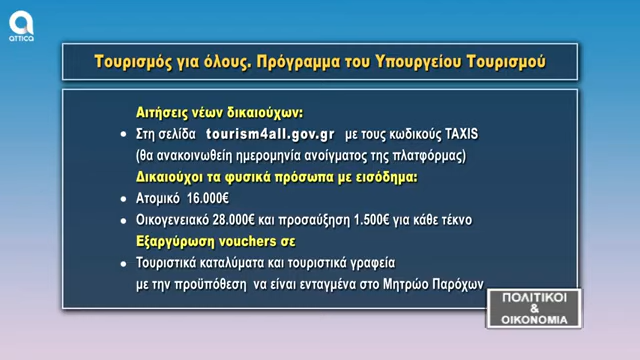 αττica
Τουρισμός για όλους. Πρόγραμμα του Υπουργείου Τουρισμού
Αιτήσεις νέων δικαιούχων:
• Στη σελίδα tourism4all.gov.gr με τους κωδικούς TAXIS
(θα ανακοινωθεί ημερομηνία ανοίγματος της πλατφόρμας)
Δικαιούχοι τα φυσικά πρόσωπα με εισόδημα:
• Ατομικό 16.000€
• Οικογενειακό 28.000€ και προσαύξηση 1.500€ για κάθε τέκνο
Εξαργύρωση vouchers σε
• Τουριστικά καταλύματα και τουριστικά γραφεία
με την προϋπόθεση να είναι ενταγμένα στο Μητρώο Παρόχων
ΠΟΛΙΤΙΚΟΙ
&
ΟΙΚΟΝΟΜΙΑ